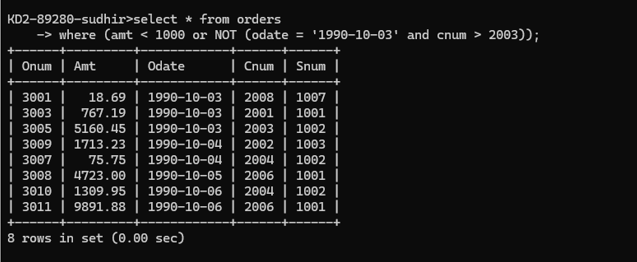 KD2-89280-sudhir>select * from orders
    -> where (amt < 1000 or NOT (odate = '1990-10-03' and cnum > 2003));
+------+---------+------------+------+------+
| Onum | Amt     | Odate      | Cnum | Snum |
+------+---------+------------+------+------+
| 3001 |   18.69 | 1990-10-03 | 2008 | 1007 |
| 3003 |  767.19 | 1990-10-03 | 2001 | 1001 |
| 3005 | 5160.45 | 1990-10-03 | 2003 | 1002 |
| 3009 | 1713.23 | 1990-10-04 | 2002 | 1003 |
| 3007 |   75.75 | 1990-10-04 | 2004 | 1002 |
| 3008 | 4723.00 | 1990-10-05 | 2006 | 1001 |
| 3010 | 1309.95 | 1990-10-06 | 2004 | 1002 |
| 3011 | 9891.88 | 1990-10-06 | 2006 | 1001 |
+------+---------+------------+------+------+
8 rows in set (0.00 sec)